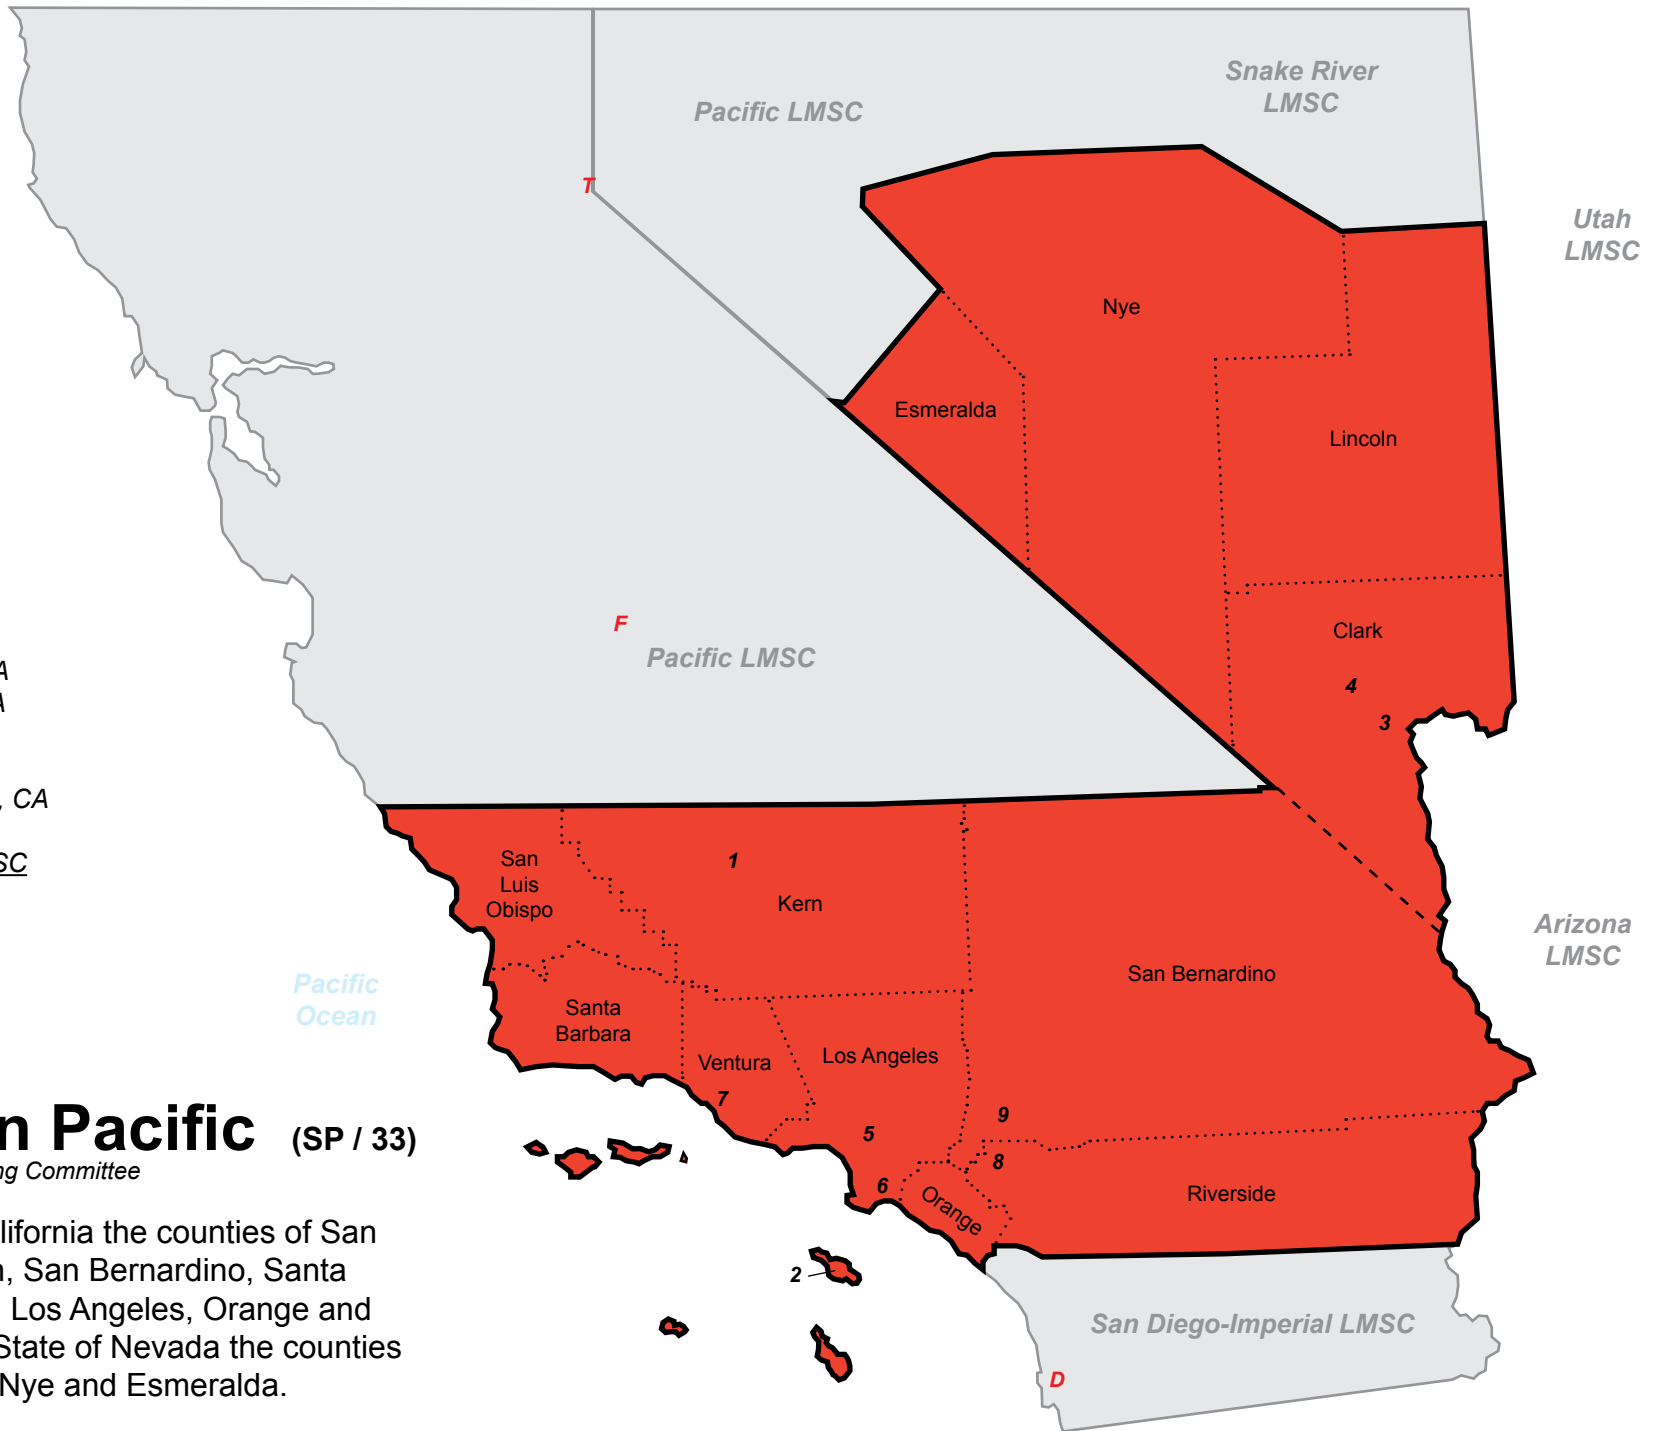 Snake River
LMSC
Pacific LMSC
T
Utah
LMSC
Nye
Esmeralda
Lincoln
F
Pacific LMSC
Clark
4
3
A
A
, CA
SC
San
Luis
Obispo
1
Kern
Arizona
LMSC
San Bernardino
Pacific
Ocean
Santa
Barbara
Ventura
Los Angeles
7
9
5
8
6
Orange
Riverside
2
San Diego-Imperial LMSC
D
n Pacific (SP / 33)
ng Committee
lifornia the counties of San
n, San Bernardino, Santa
Los Angeles, Orange and
State of Nevada the counties
Nye and Esmeralda.